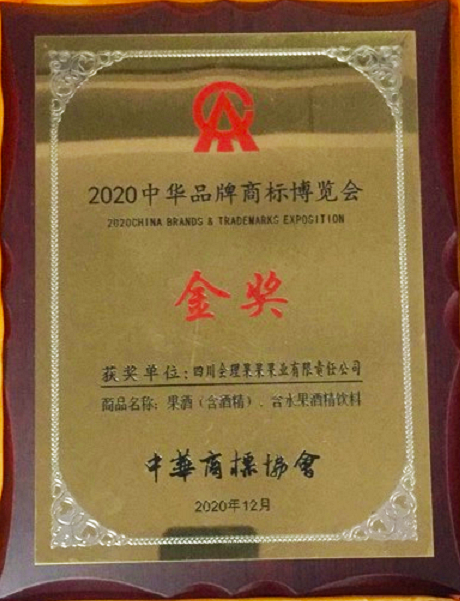 2020中华品牌商标博览会
2020CHINA BRANDS & TRADEMARKS EXPOSITION
金奖
获奖单位：四川会理果果果业有限责任公司
商品名称：果酒（含酒精）、含水果酒精饮料
中華商標協會
2020年12月